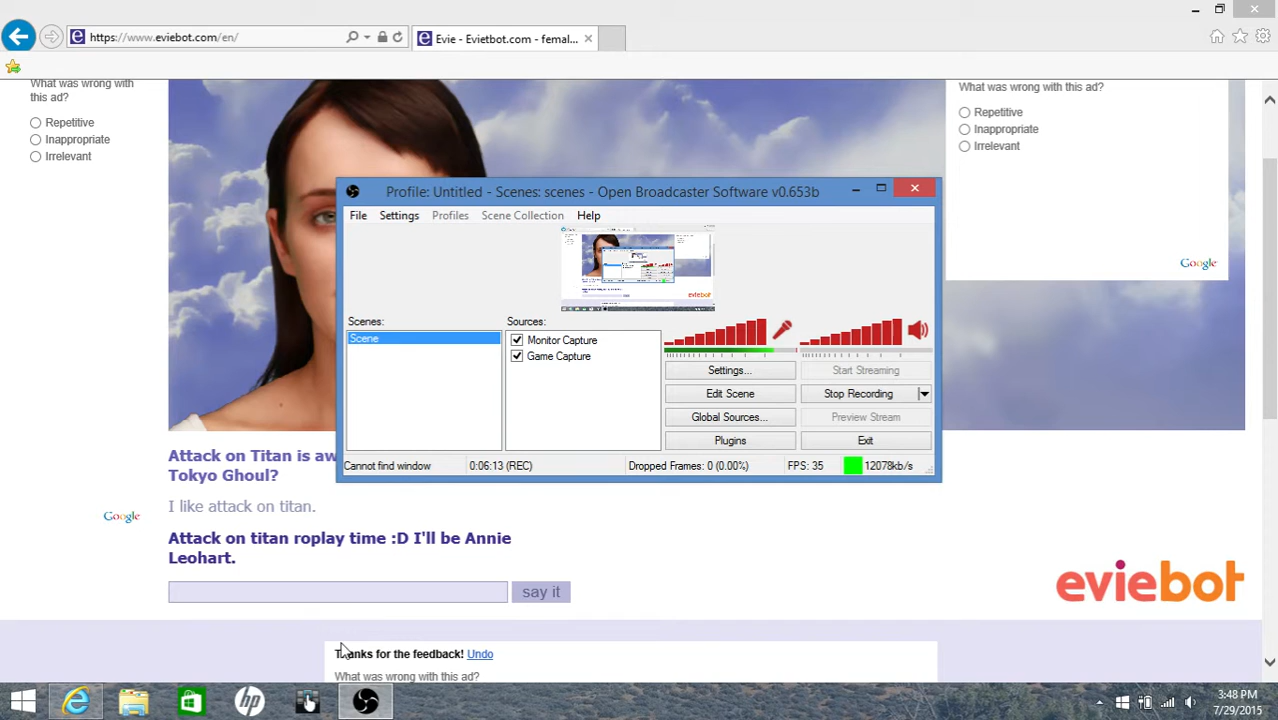 https://www.eviebot.com/en/
Evie - Evietbot.com - femal...
What was wrong with
this ad?
Repetitive
Inappropriate
Irrelevant
What was wrong with this ad?
Repetitive
Inappropriate
Irrelevant
Google
Profile: Untitled - Scenes: scenes - Open Broadcaster Software v0.653b
File Settings Profiles Scene Collection Help
Scenes:
Scene
Sources:
Monitor Capture
Game Capture
Settings...
Start Streaming
Edit Scene
Stop Recording
Global Sources...
Preview Stream
Plugins
Exit
Cannot find window
0:06:13 (REC)
Dropped Frames: 0 (0.00%)
FPS: 35
12078kb/s
Attack on Titan is aw
Tokyo Ghoul?
I like attack on titan.
Google
Attack on titan roplay time :D I'll be Annie
Leohart.
say it
eviebot
Thanks for the feedback! Undo
What was wrong with this ad?
hp
3:48 PM
7/29/2015